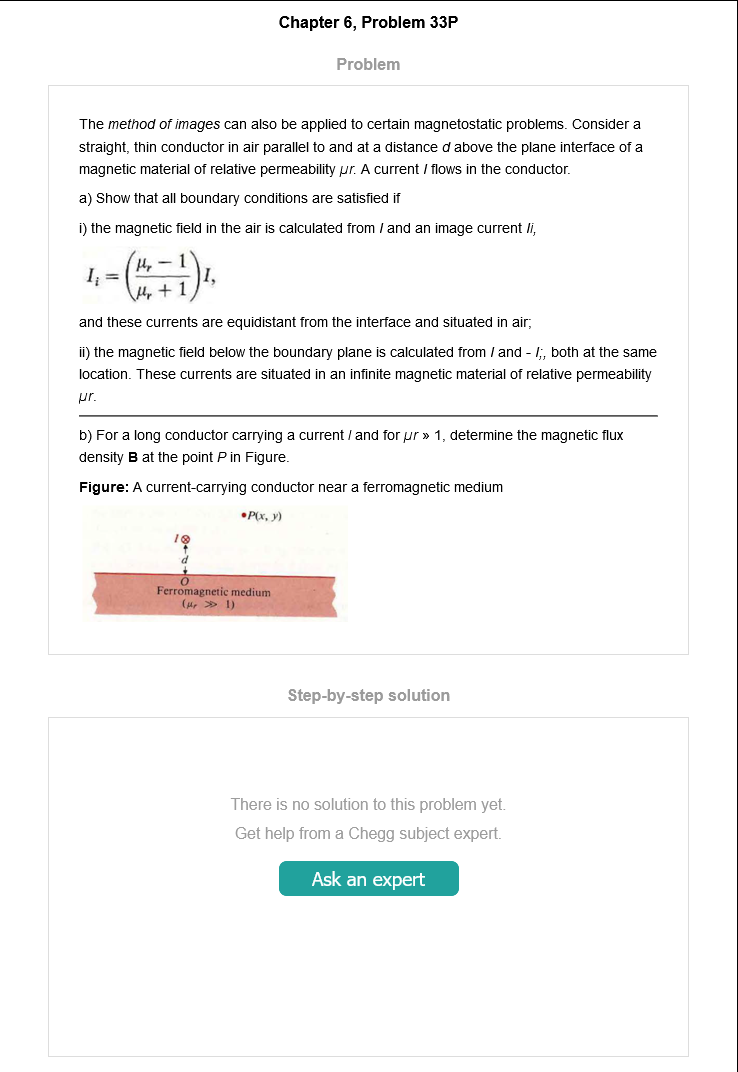 Chapter 6, Problem 33P
Problem
The method of images can also be applied to certain magnetostatic problems. Consider a
straight, thin conductor in air parallel to and at a distance d above the plane interface of a
magnetic material of relative permeability μr. A current I flows in the conductor.
a) Show that all boundary conditions are satisfied if
i) the magnetic field in the air is calculated from I and an image current Ii,
I_i = ((μ_r − 1)/(μ_r + 1)) I,
and these currents are equidistant from the interface and situated in air;
ii) the magnetic field below the boundary plane is calculated from I and - I;, both at the same
location. These currents are situated in an infinite magnetic material of relative permeability
μr.
b) For a long conductor carrying a current I and for μr » 1, determine the magnetic flux
density B at the point P in Figure.
Figure: A current-carrying conductor near a ferromagnetic medium
•P(x, y)
I⊗
d
O
Ferromagnetic medium
(μ_r ≫ 1)
Step-by-step solution
There is no solution to this problem yet.
Get help from a Chegg subject expert.
Ask an expert